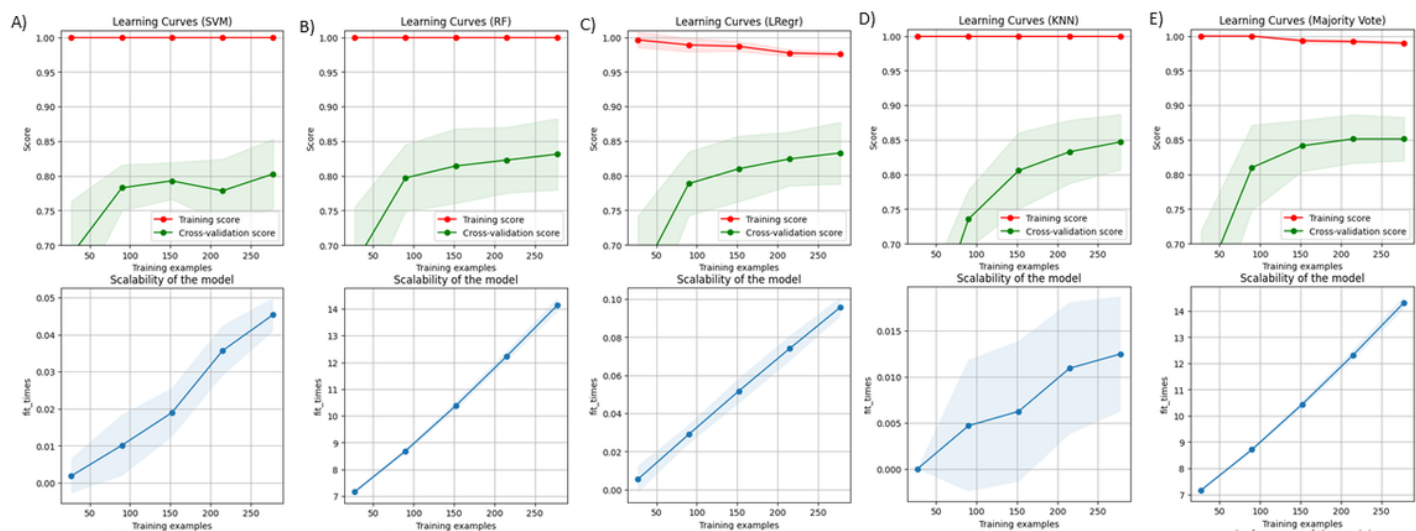 A)
Learning Curves (SVM)
1.00
0.95
0.90
0.85
0.80
0.75
0.70
Score
50 100 150 200 250
Training examples
Training score
Cross-validation score
Scalability of the model
0.05
0.04
0.03
0.02
0.01
0.00
fit_times
50 100 150 200 250
Training examples
B)
Learning Curves (RF)
1.00
0.95
0.90
0.85
0.80
0.75
0.70
Score
50 100 150 200 250
Training examples
Training score
Cross-validation score
Scalability of the model
14
13
12
11
10
9
8
7
fit_times
50 100 150 200 250
Training examples
C)
Learning Curves (LRegr)
1.00
0.95
0.90
0.85
0.80
0.75
0.70
Score
50 100 150 200 250
Training examples
Training score
Cross-validation score
Scalability of the model
0.10
0.08
0.06
0.04
0.02
0.00
fit_times
50 100 150 200 250
Training examples
D)
Learning Curves (KNN)
1.00
0.95
0.90
0.85
0.80
0.75
0.70
Score
50 100 150 200 250
Training examples
Training score
Cross-validation score
Scalability of the model
0.015
0.010
0.005
0.000
fit_times
50 100 150 200 250
Training examples
E)
Learning Curves (Majority Vote)
1.00
0.95
0.90
0.85
0.80
0.75
0.70
Score
50 100 150 200 250
Training examples
Training score
Cross-validation score
Scalability of the model
14
13
12
11
10
9
8
7
fit_times
50 100 150 200 250
Training examples